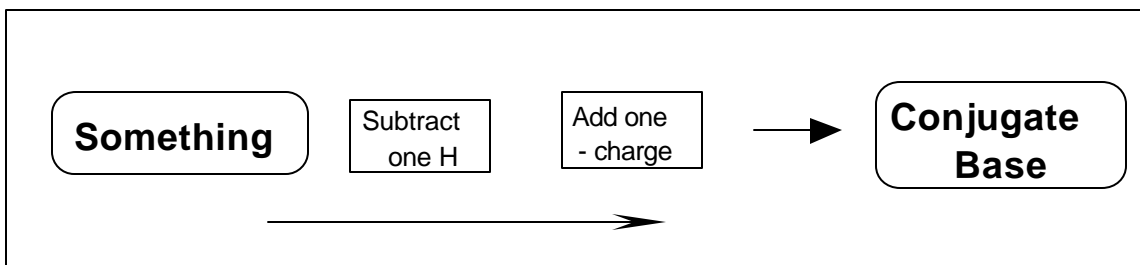 Something
Subtract
one H
Add one
- charge
Conjugate
Base